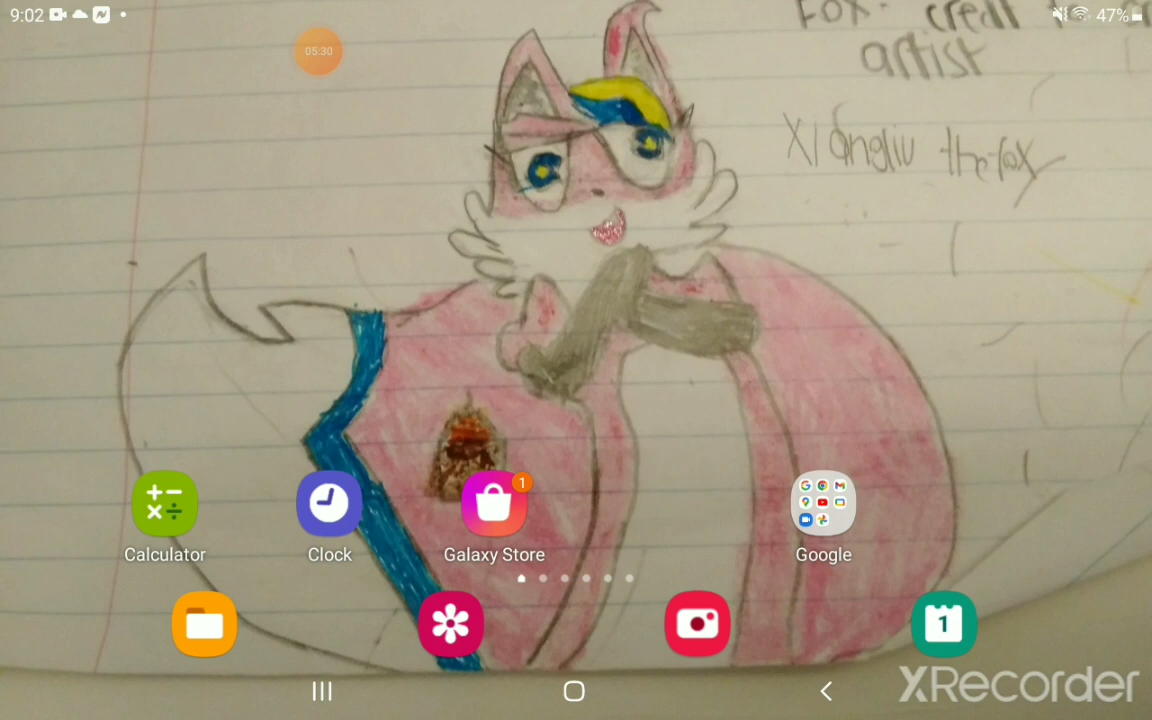 9:02
47%
05:30
FOX. credit
artist
Xiangliu the fox
1
Calculator
Clock
Galaxy Store
Google
1
XRecorder